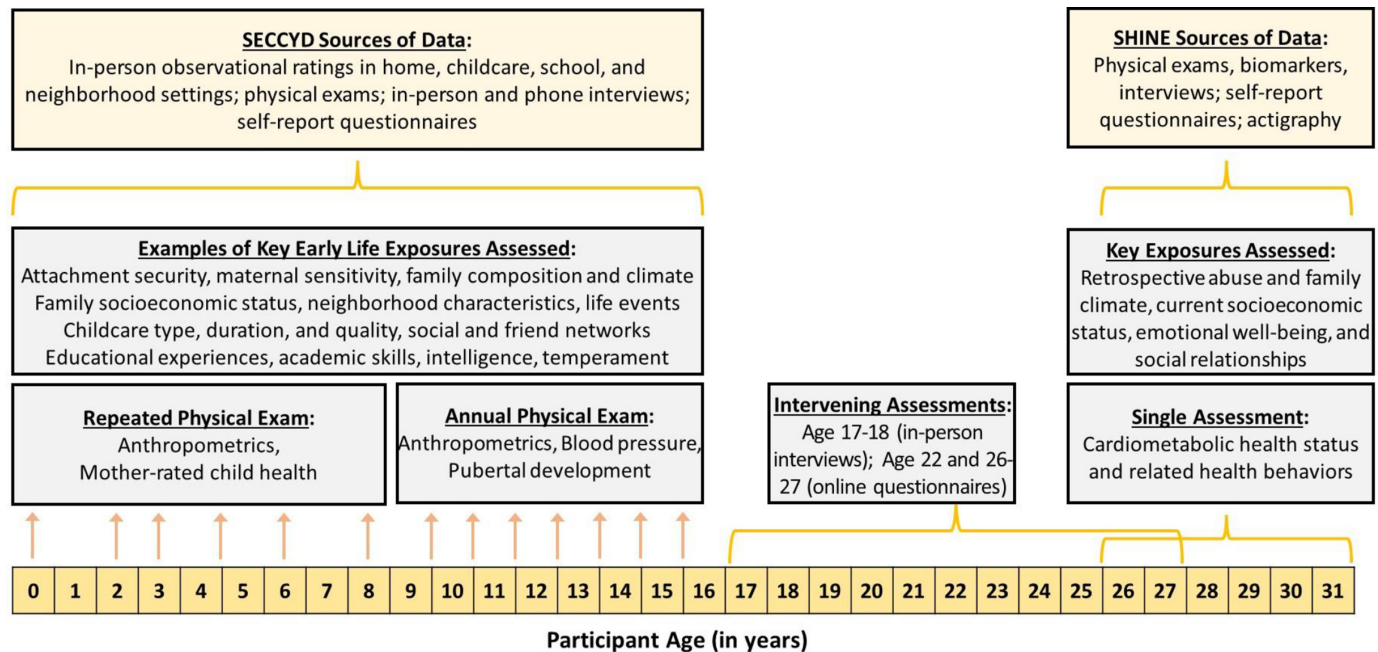 SECCYD Sources of Data:
In-person observational ratings in home, childcare, school, and
neighborhood settings; physical exams; in-person and phone interviews;
self-report questionnaires
SHINE Sources of Data:
Physical exams, biomarkers,
interviews; self-report
questionnaires; actigraphy
Examples of Key Early Life Exposures Assessed:
Attachment security, maternal sensitivity, family composition and climate
Family socioeconomic status, neighborhood characteristics, life events
Childcare type, duration, and quality, social and friend networks
Educational experiences, academic skills, intelligence, temperament
Key Exposures Assessed:
Retrospective abuse and family
climate, current socioeconomic
status, emotional well-being, and
social relationships
Repeated Physical Exam:
Anthropometrics,
Mother-rated child health
Annual Physical Exam:
Anthropometrics, Blood pressure,
Pubertal development
Intervening Assessments:
Age 17-18 (in-person
interviews); Age 22 and 26-
27 (online questionnaires)
Single Assessment:
Cardiometabolic health status
and related health behaviors
0 1 2 3 4 5 6 7 8 9 10 11 12 13 14 15 16 17 18 19 20 21 22 23 24 25 26 27 28 29 30 31
Participant Age (in years)